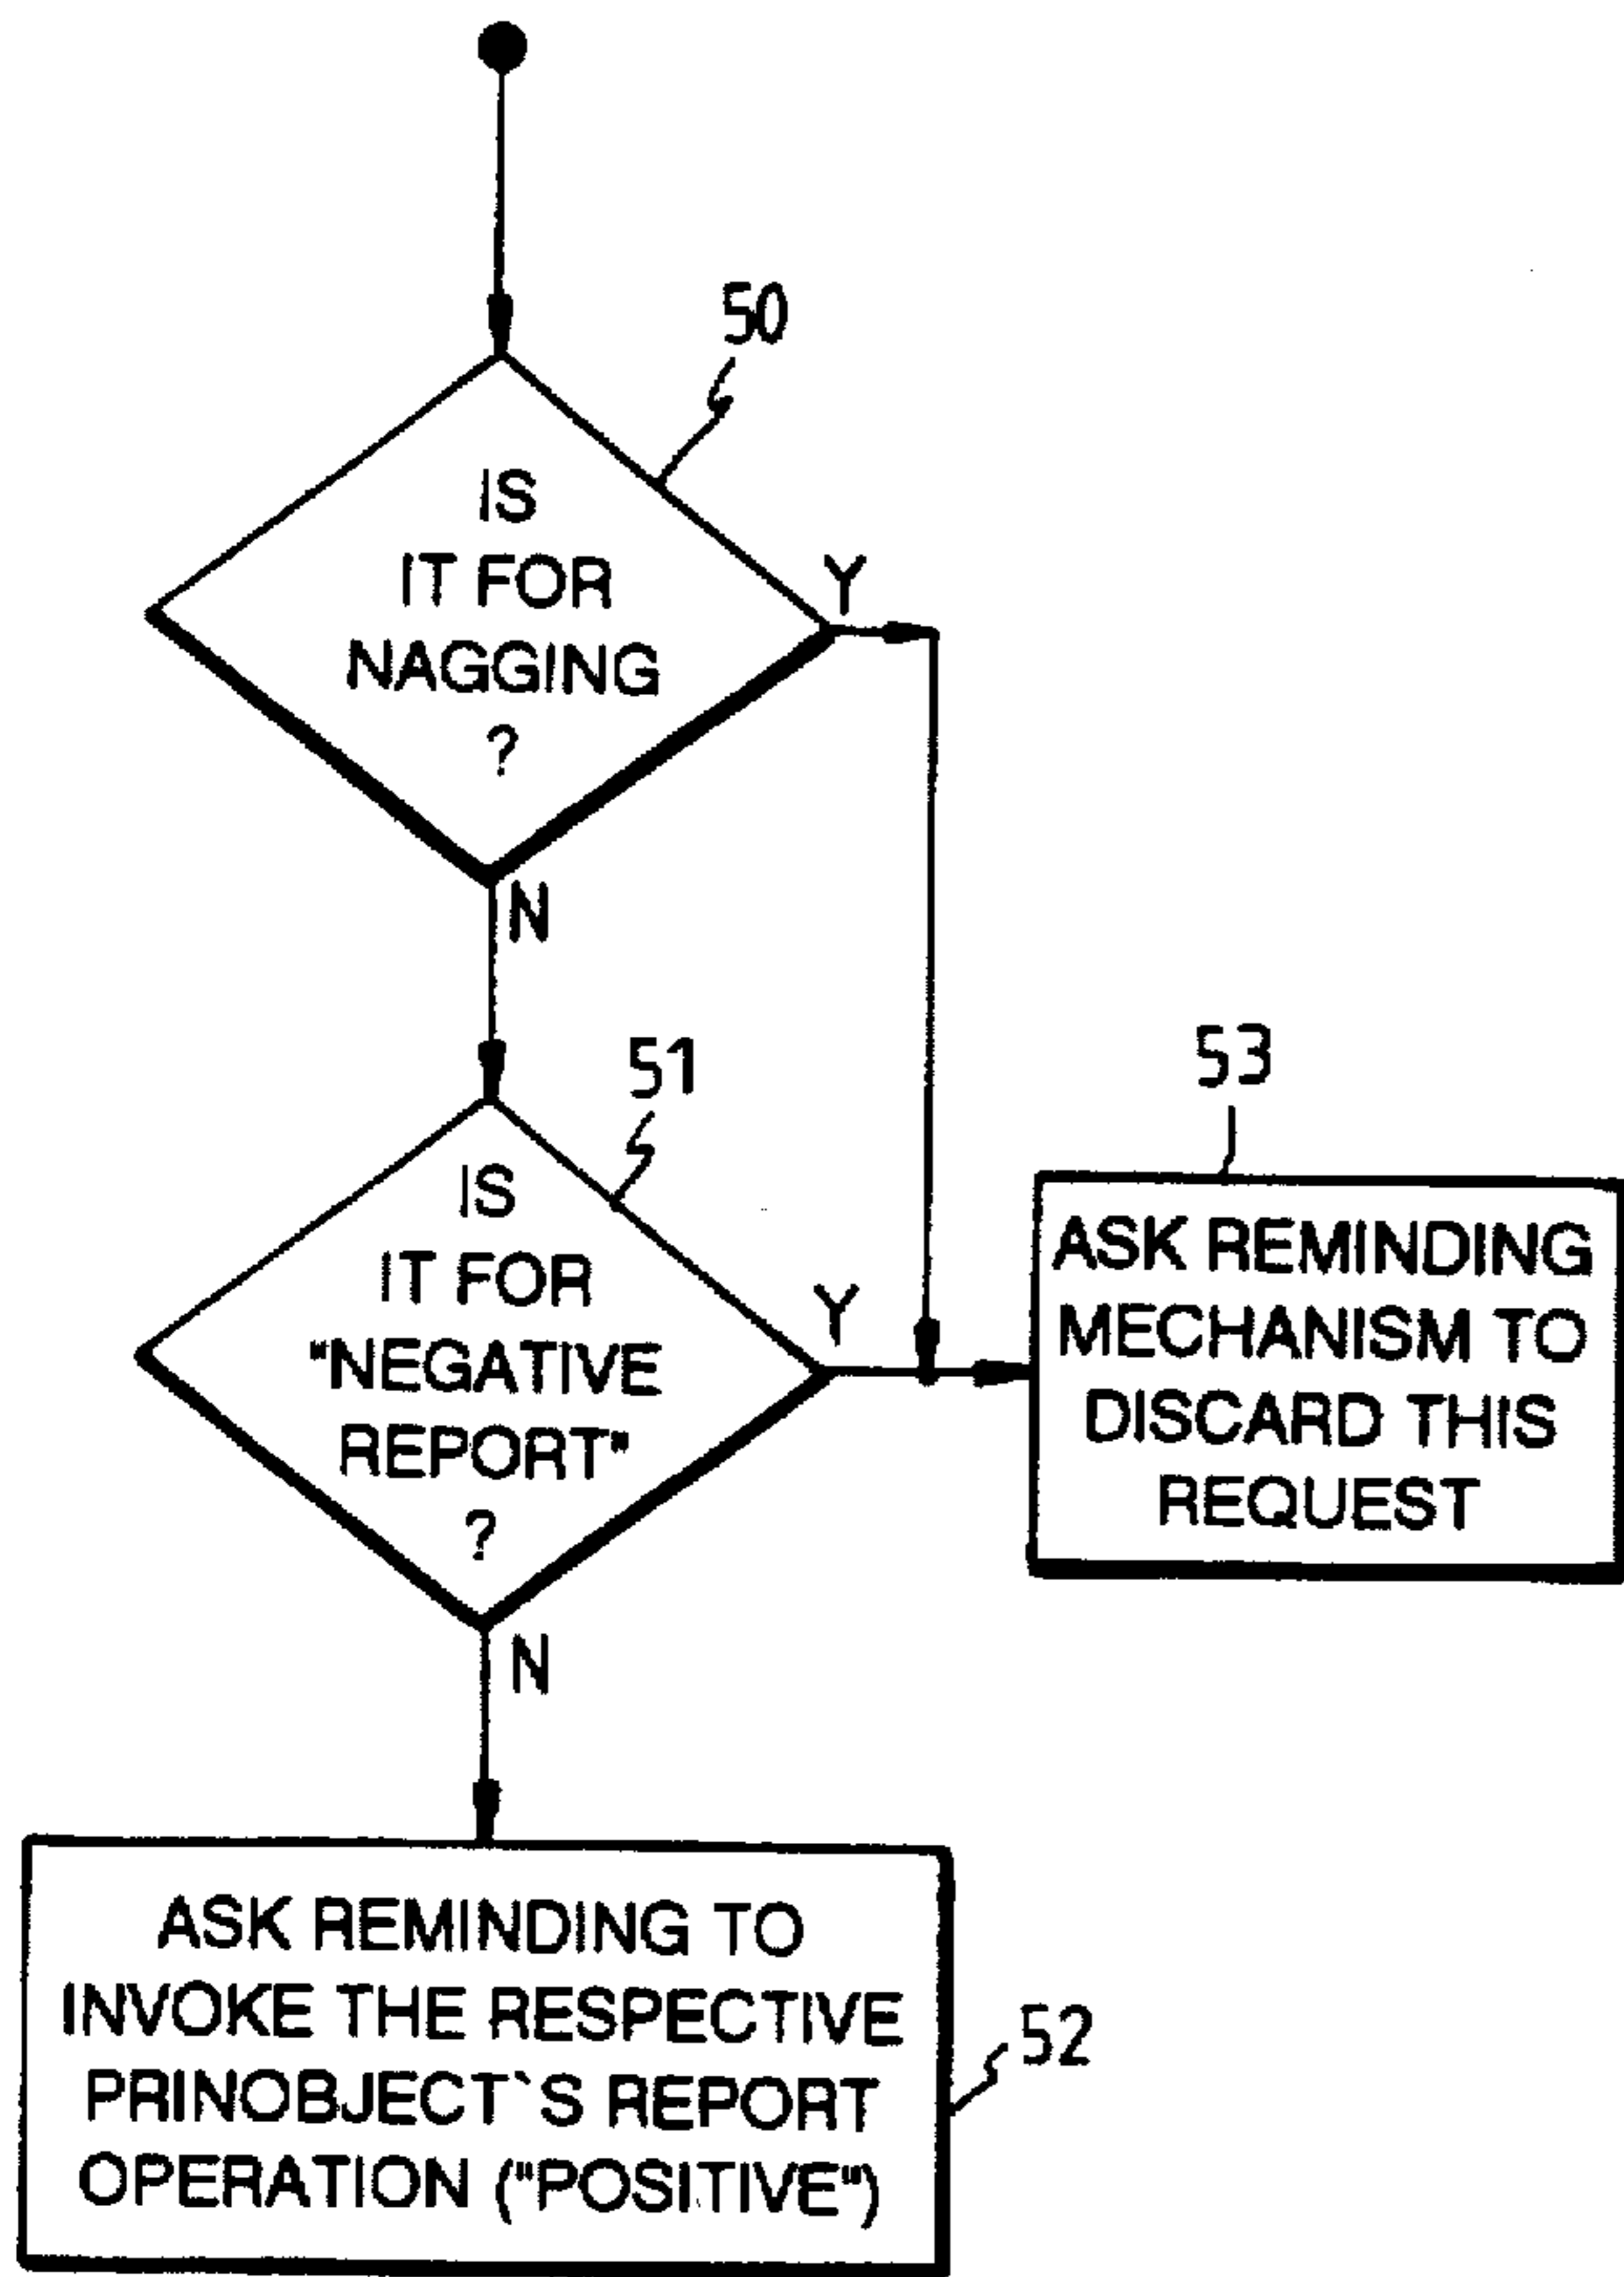 50
IS
IT FOR
NAGGING
?
Y
N
51
IS
IT FOR
"NEGATIVE
REPORT"
?
Y
N
53
ASK REMINDING
MECHANISM TO
DISCARD THIS
REQUEST
ASK REMINDING TO
INVOKE THE RESPECTIVE
PRINOBJECT`S REPORT
OPERATION ("POSITIVE")
52